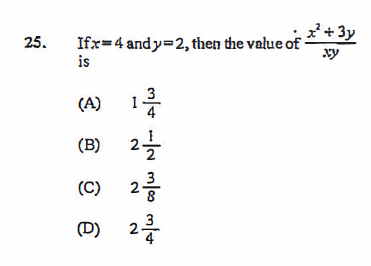 25. If x = 4 and y = 2, then the value of (x² + 3y)/(xy)
is
(A) 1 3/4
(B) 2 1/2
(C) 2 3/8
(D) 2 3/4